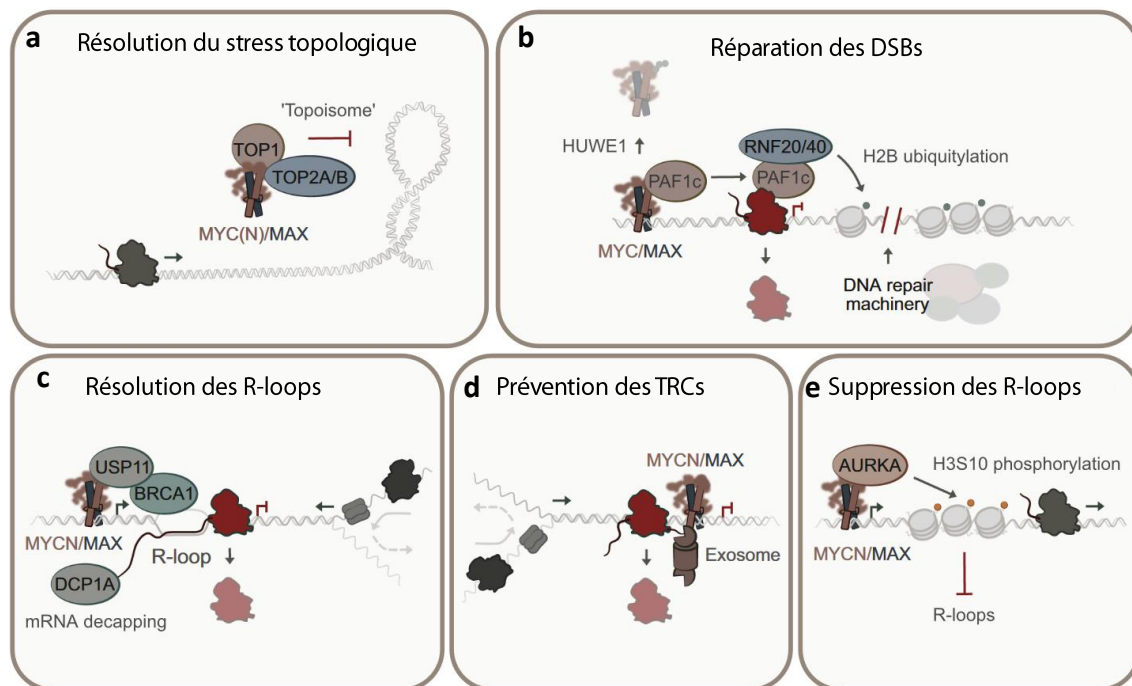 a Résolution du stress topologique
'Topoisome'
TOP1
TOP2A/B
MYC(N)/MAX
b Réparation des DSBs
HUWE1
PAF1c
MYC/MAX
RNF20/40
PAF1c
H2B ubiquitylation
DNA repair
machinery
c Résolution des R-loops
USP11
BRCA1
MYCN/MAX
R-loop
DCP1A
mRNA decapping
d Prévention des TRCs
MYCN/MAX
Exosome
e Suppression des R-loops
AURKA
H3S10 phosphorylation
MYCN/MAX
R-loops